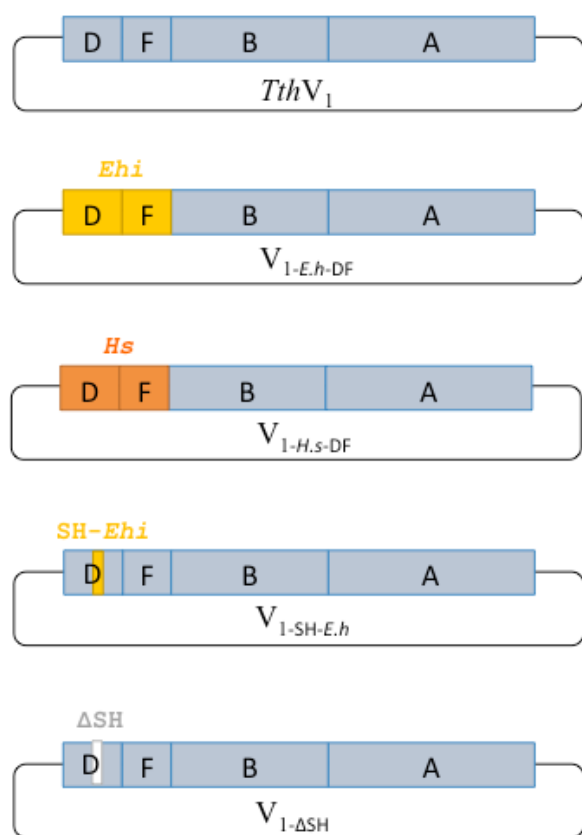 D F B A
TthV1
Ehi
D F B A
V1-E.h-DF
Hs
D F B A
V1-H.s-DF
SH-Ehi
D F B A
V1-SH-E.h
ΔSH
D F B A
V1-ΔSH